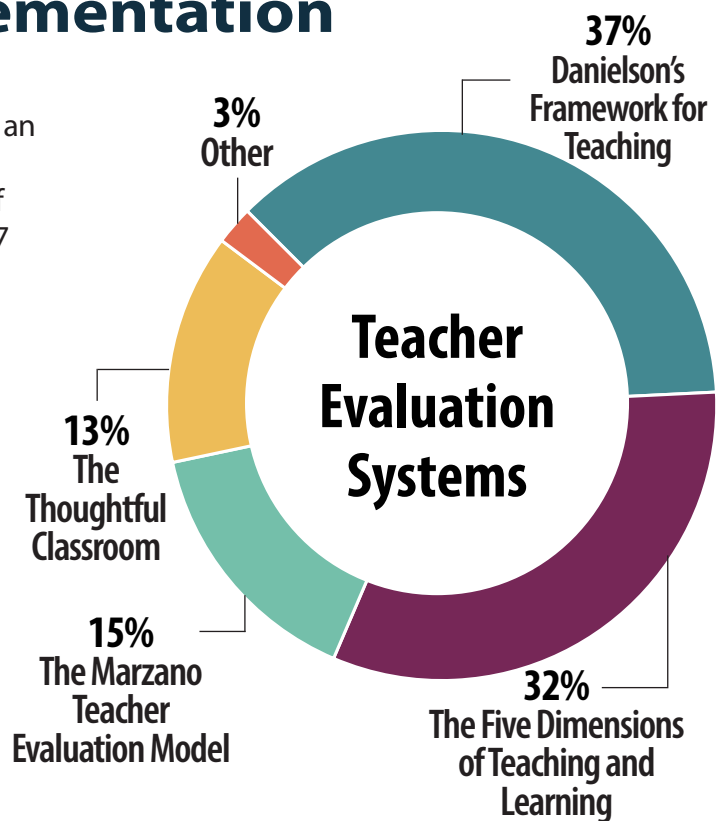 ementation
an
f
7
37%
Danielson’s
Framework for
Teaching
3%
Other
Teacher
Evaluation
Systems
13%
The
Thoughtful
Classroom
15%
The Marzano
Teacher
Evaluation Model
32%
The Five Dimensions
of Teaching and
Learning